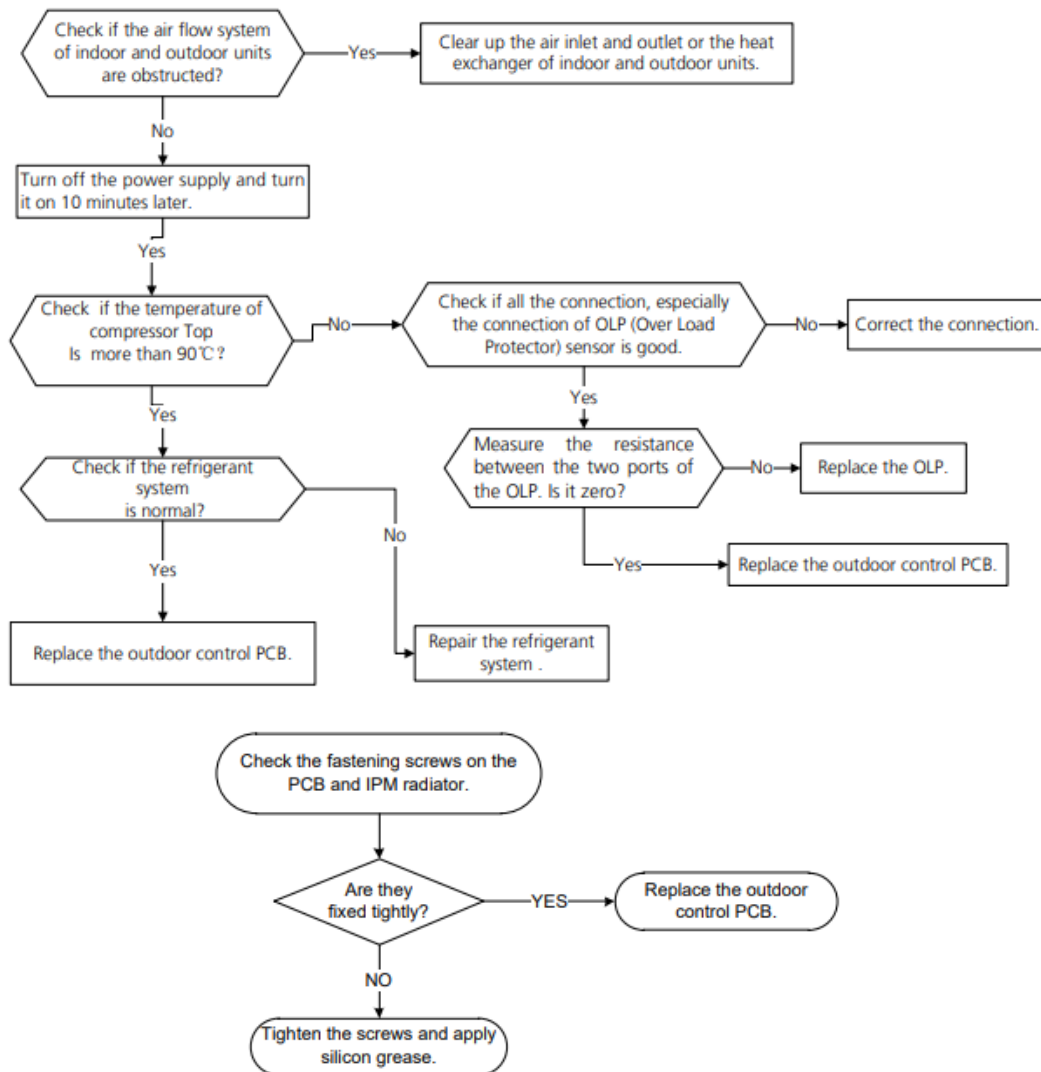 Check if the air flow system
of indoor and outdoor units
are obstructed?
Yes
Clear up the air inlet and outlet or the heat
exchanger of indoor and outdoor units.
No
Turn off the power supply and turn
it on 10 minutes later.
Yes
Check if the temperature of
compressor Top
Is more than 90℃?
No
Check if all the connection, especially
the connection of OLP (Over Load
Protector) sensor is good.
No
Correct the connection.
Yes
Yes
Check if the refrigerant
system
is normal?
Measure the resistance
between the two ports of
the OLP. Is it zero?
No
Replace the OLP.
No
Yes
Yes
Replace the outdoor control PCB.
Replace the outdoor control PCB.
Repair the refrigerant
system .
Check the fastening screws on the
PCB and IPM radiator.
Are they
fixed tightly?
YES
Replace the outdoor
control PCB.
NO
Tighten the screws and apply
silicon grease.